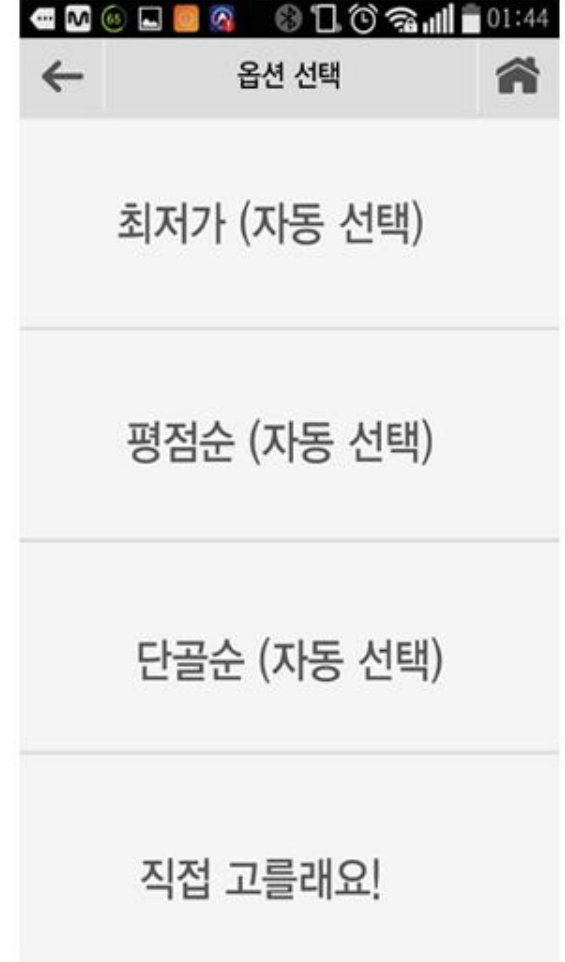 65
01:44
옵션 선택
최저가 (자동 선택)
평점순 (자동 선택)
단골순 (자동 선택)
직접 고를래요!